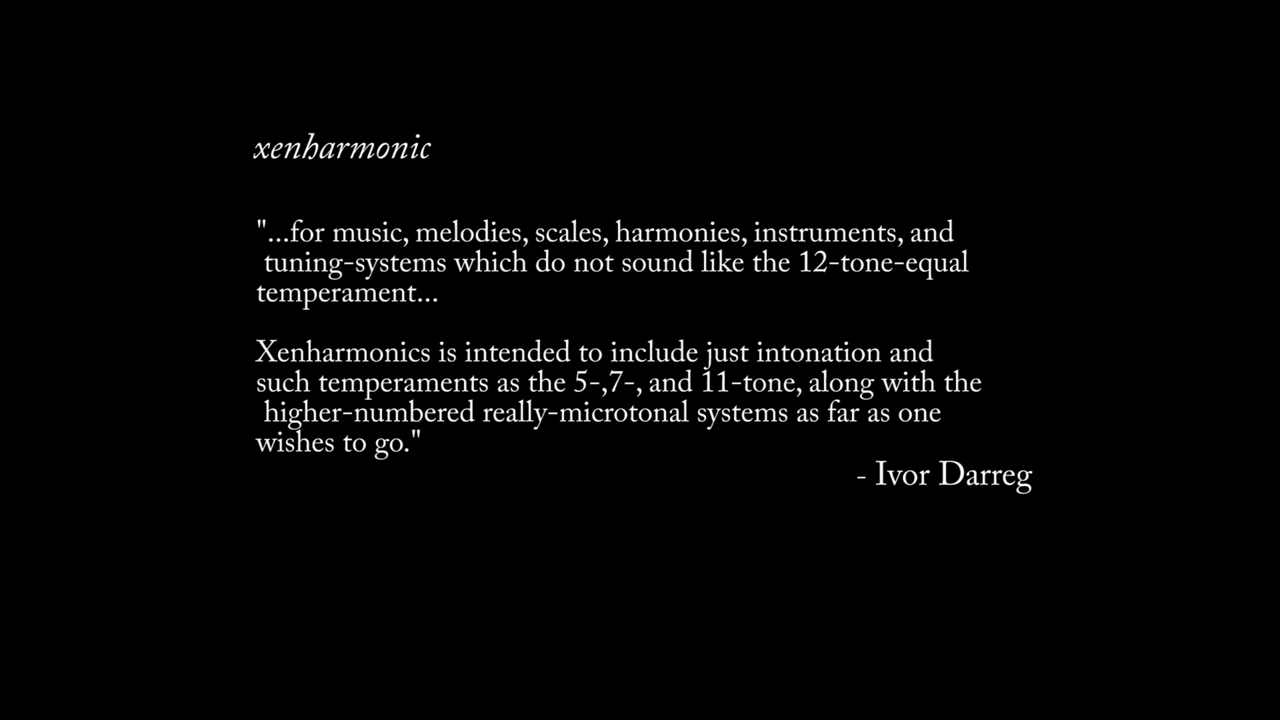 xenharmonic
"...for music, melodies, scales, harmonies, instruments, and
tuning-systems which do not sound like the 12-tone-equal
temperament...
Xenharmonics is intended to include just intonation and
such temperaments as the 5-,7-, and 11-tone, along with the
higher-numbered really-microtonal systems as far as one
wishes to go."
- Ivor Darreg